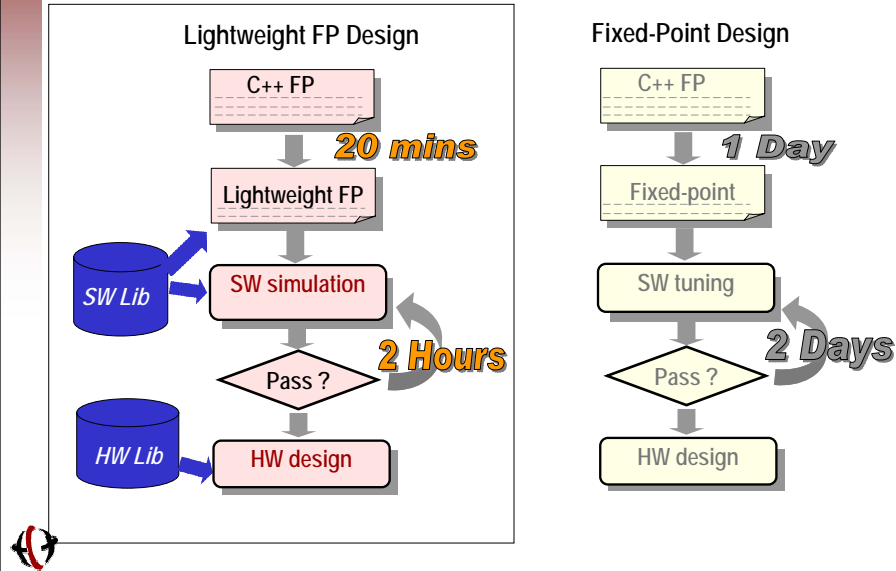 Lightweight FP Design
C++ FP
20 mins
Lightweight FP
SW Lib
SW simulation
2 Hours
Pass ?
HW Lib
HW design
Fixed-Point Design
C++ FP
1 Day
Fixed-point
SW tuning
2 Days
Pass ?
HW design